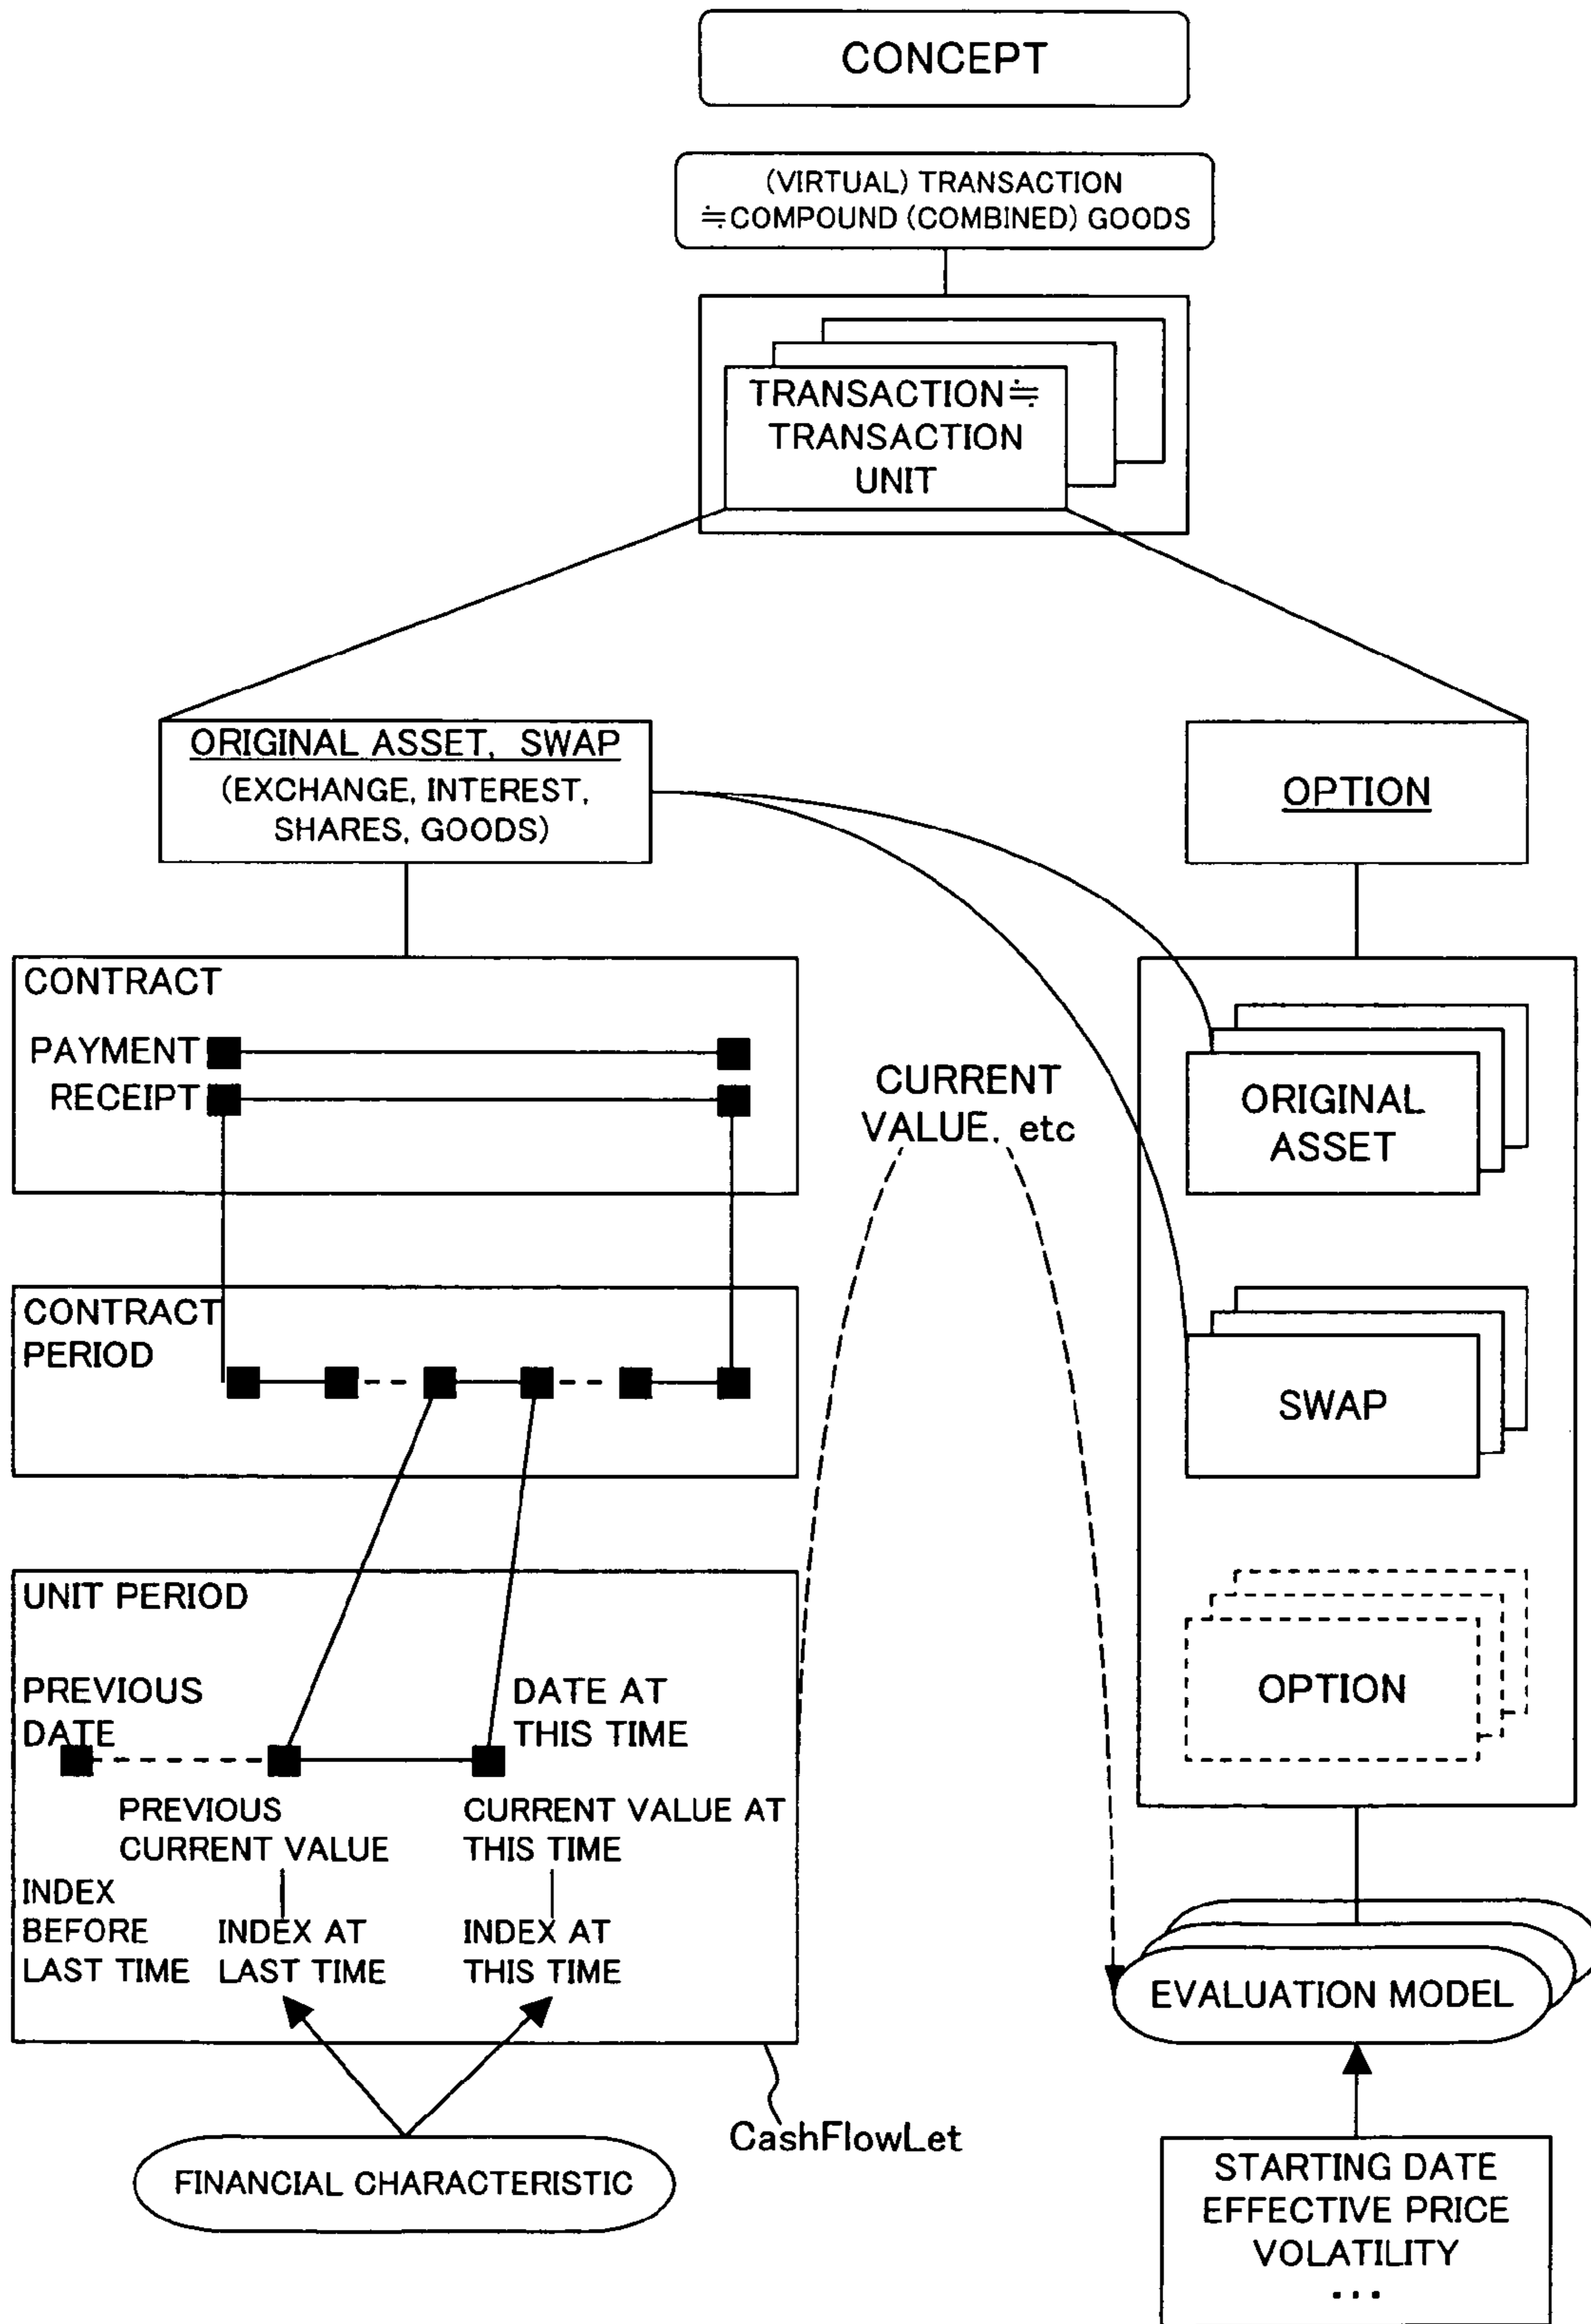 CONCEPT
(VIRTUAL) TRANSACTION
≒COMPOUND (COMBINED) GOODS
TRANSACTION≒
TRANSACTION
UNIT
ORIGINAL ASSET, SWAP
(EXCHANGE, INTEREST,
SHARES, GOODS)
OPTION
CONTRACT
PAYMENT
RECEIPT
CURRENT
VALUE, etc
ORIGINAL
ASSET
CONTRACT
PERIOD
SWAP
UNIT PERIOD
PREVIOUS
DATE
DATE AT
THIS TIME
OPTION
PREVIOUS
CURRENT VALUE
CURRENT VALUE AT
THIS TIME
INDEX
BEFORE
LAST TIME
INDEX AT
LAST TIME
INDEX AT
THIS TIME
EVALUATION MODEL
CashFlowLet
FINANCIAL CHARACTERISTIC
STARTING DATE
EFFECTIVE PRICE
VOLATILITY
...